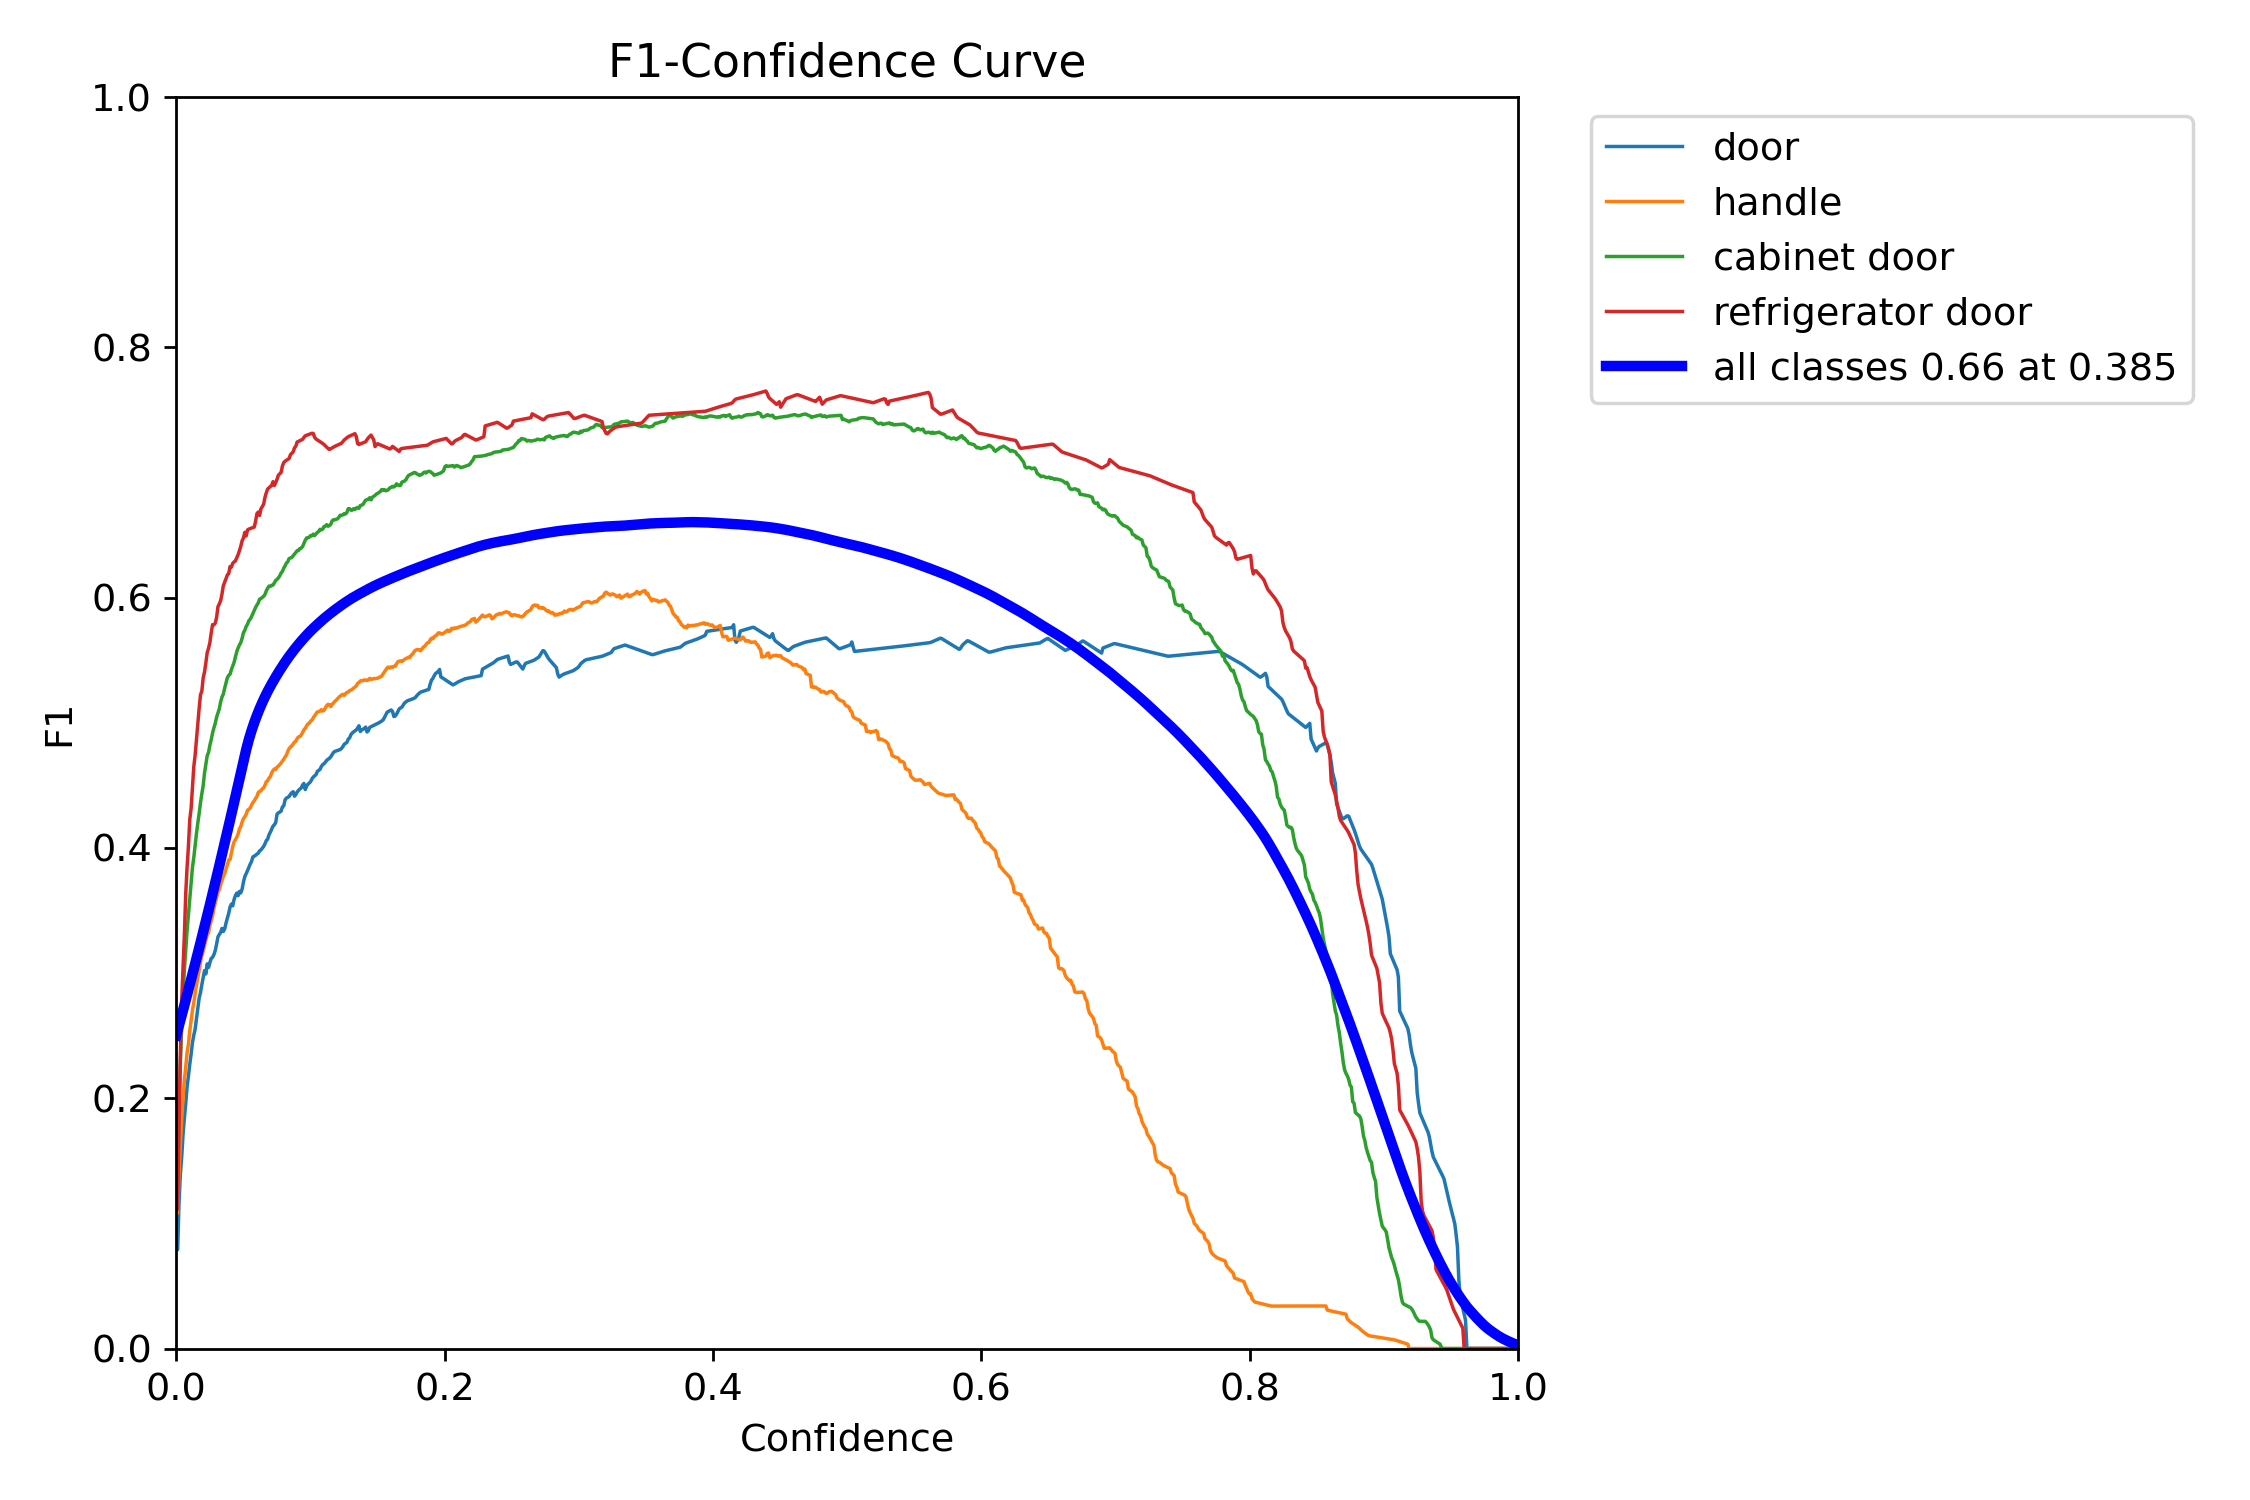 F1-Confidence Curve
1.0
0.8
0.6
0.4
0.2
0.0
F1
0.0 0.2 0.4 0.6 0.8 1.0
Confidence
door
handle
cabinet door
refrigerator door
all classes 0.66 at 0.385